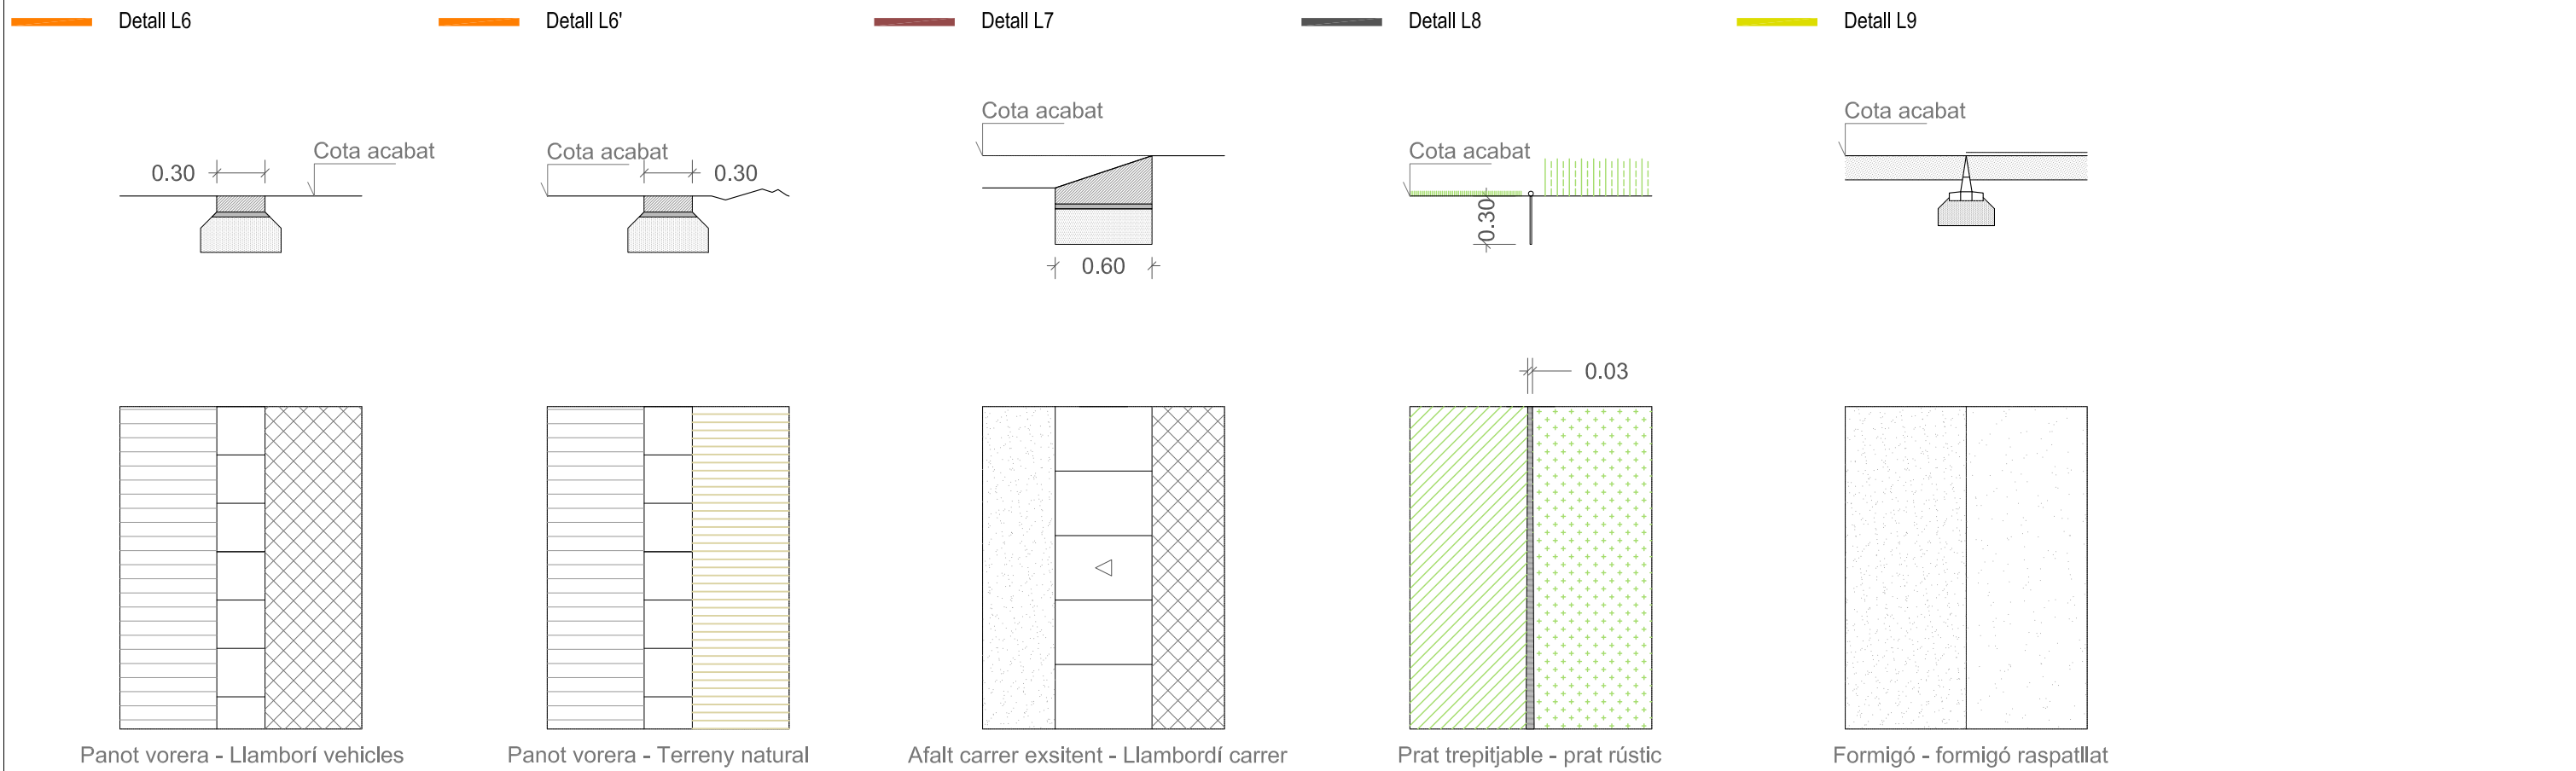 Detall L6
Detall L6'
Detall L7
Detall L8
Detall L9
0.30
Cota acabat
Cota acabat
0.30
Cota acabat
0.60
Cota acabat
0.30
Cota acabat
0.03
Panot vorera - Llamborí vehicles
Panot vorera - Terreny natural
Afalt carrer exsitent - Llambordí carrer
Prat trepitjable - prat rústic
Formigó - formigó raspatllat